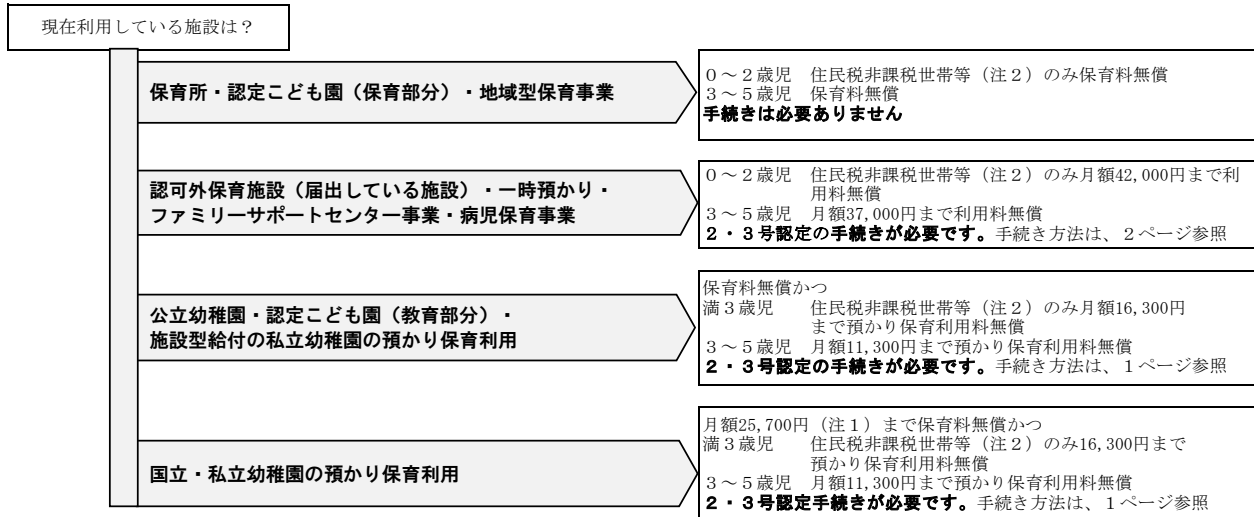 現在利用している施設は？
保育所・認定こども園（保育部分）・地域型保育事業
０～２歳児　住民税非課税世帯等（注２）のみ保育料無償
３～５歳児　保育料無償
手続きは必要ありません
認可外保育施設（届出している施設）・一時預かり・
ファミリーサポートセンター事業・病児保育事業
０～２歳児　住民税非課税世帯等（注２）のみ月額42,000円まで利
用料無償
３～５歳児　月額37,000円まで利用料無償
２・３号認定の手続きが必要です。手続き方法は、２ページ参照
公立幼稚園・認定こども園（教育部分）・
施設型給付の私立幼稚園の預かり保育利用
保育料無償かつ
満３歳児　住民税非課税世帯等（注２）のみ月額16,300円
まで預かり保育利用料無償
３～５歳児　月額11,300円まで預かり保育利用料無償
２・３号認定の手続きが必要です。手続き方法は、１ページ参照
国立・私立幼稚園の預かり保育利用
月額25,700円（注１）まで保育料無償かつ
満３歳児　住民税非課税世帯等（注２）のみ16,300円まで
預かり保育利用料無償
３～５歳児　月額11,300円まで預かり保育利用料無償
２・３号認定手続きが必要です。手続き方法は、１ページ参照